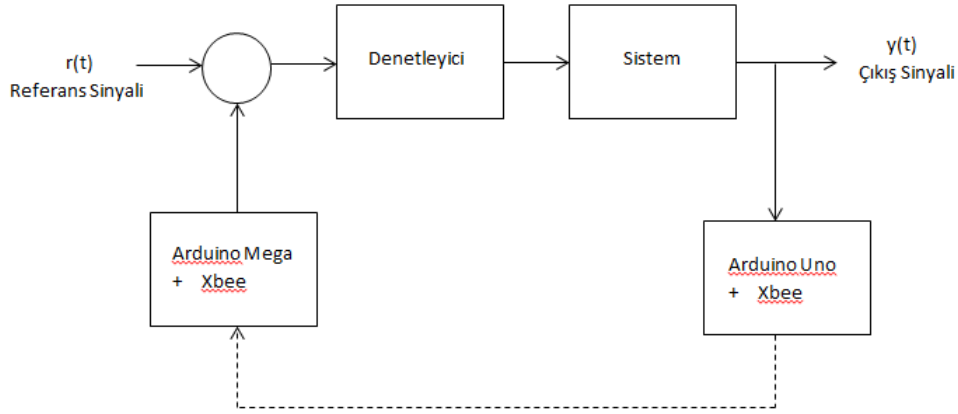 r(t)
Referans Sinyali
Denetleyici
Sistem
y(t)
Çıkış Sinyali
Arduino Mega
+ Xbee
Arduino Uno
+ Xbee